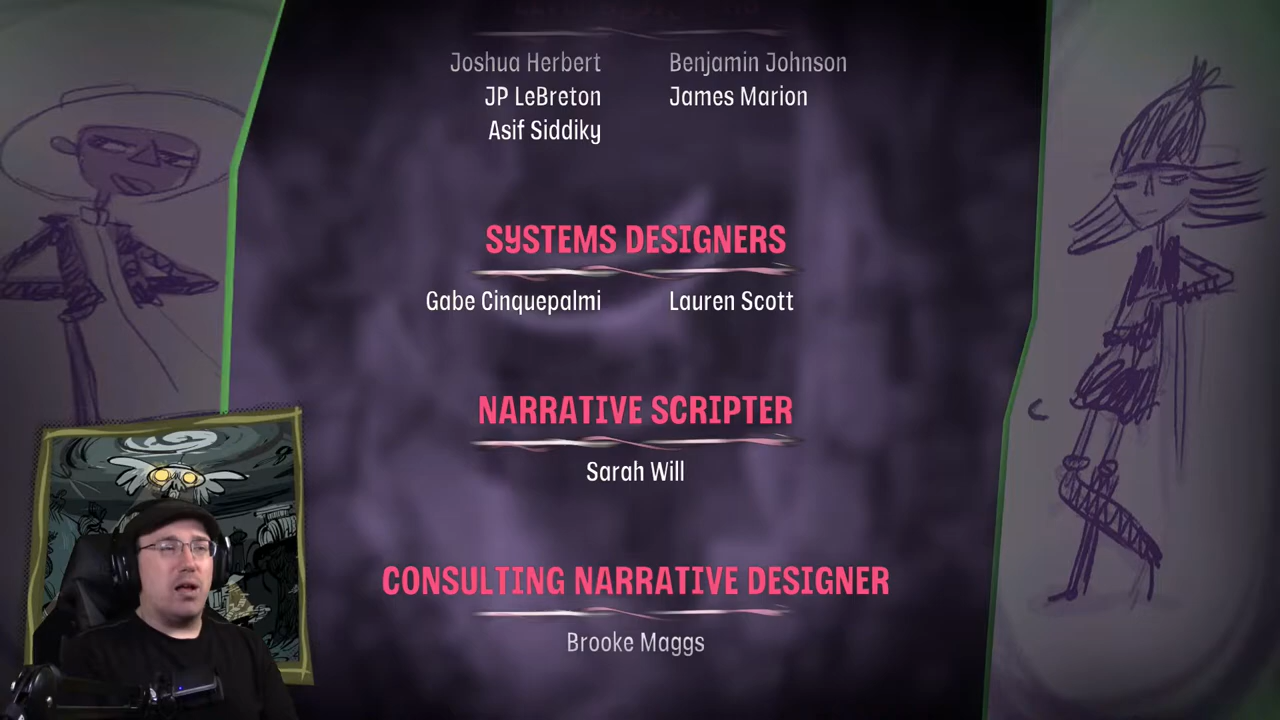 Joshua Herbert Benjamin Johnson
JP LeBreton James Marion
Asif Siddiky
SYSTEMS DESIGNERS
Gabe Cinquepalmi Lauren Scott
NARRATIVE SCRIPTER
Sarah Will
CONSULTING NARRATIVE DESIGNER
Brooke Maggs